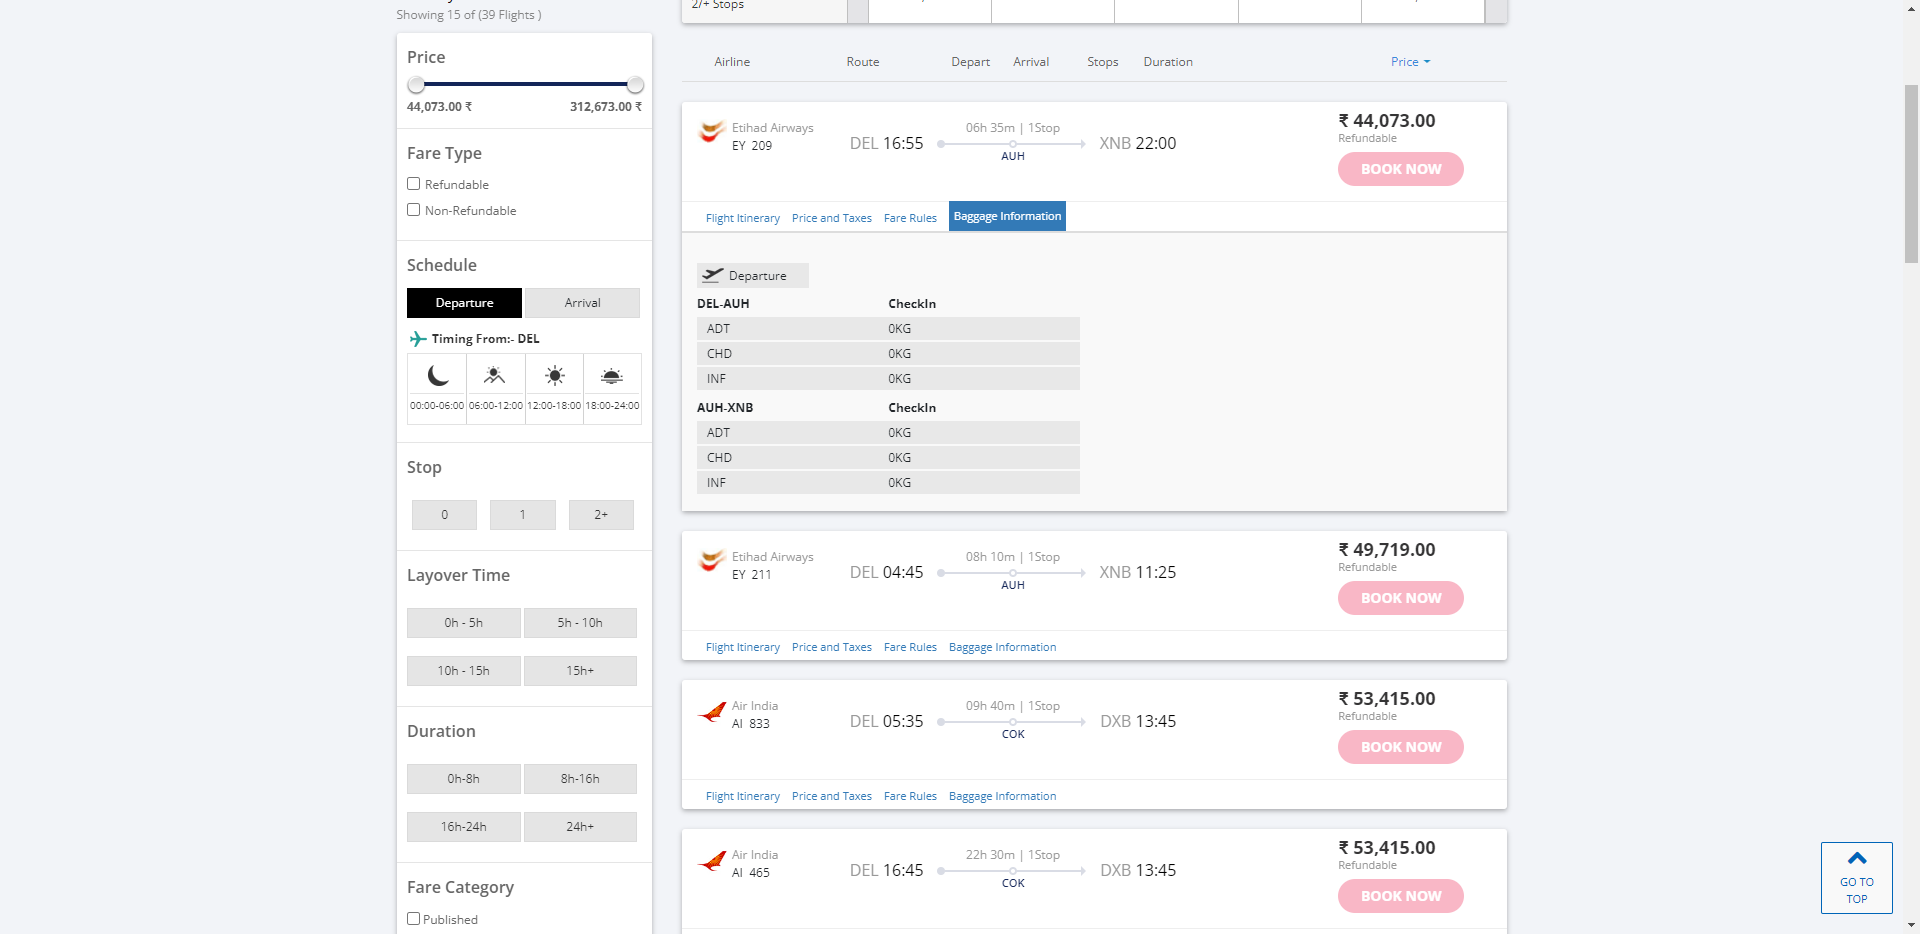 Showing 15 of (39 Flights )
Price
44,073.00 ₹ 312,673.00 ₹
Fare Type
Refundable
Non-Refundable
Schedule
Departure Arrival
Timing From:- DEL
00:00-06:00 06:00-12:00 12:00-18:00 18:00-24:00
Stop
0 1 2+
Layover Time
0h - 5h 5h - 10h
10h - 15h 15h+
Duration
0h-8h 8h-16h
16h-24h 24h+
Fare Category
Published
2/+ Stops
Airline Route Depart Arrival Stops Duration Price
Etihad Airways
EY 209
DEL 16:55
06h 35m | 1Stop
AUH
XNB 22:00
₹ 44,073.00
Refundable
BOOK NOW
Flight Itinerary Price and Taxes Fare Rules Baggage Information
Departure
DEL-AUH CheckIn
ADT 0KG
CHD 0KG
INF 0KG
AUH-XNB CheckIn
ADT 0KG
CHD 0KG
INF 0KG
Etihad Airways
EY 211
DEL 04:45
08h 10m | 1Stop
AUH
XNB 11:25
₹ 49,719.00
Refundable
BOOK NOW
Flight Itinerary Price and Taxes Fare Rules Baggage Information
Air India
AI 833
DEL 05:35
09h 40m | 1Stop
COK
DXB 13:45
₹ 53,415.00
Refundable
BOOK NOW
Flight Itinerary Price and Taxes Fare Rules Baggage Information
Air India
AI 465
DEL 16:45
22h 30m | 1Stop
COK
DXB 13:45
₹ 53,415.00
Refundable
BOOK NOW
GO TO
TOP